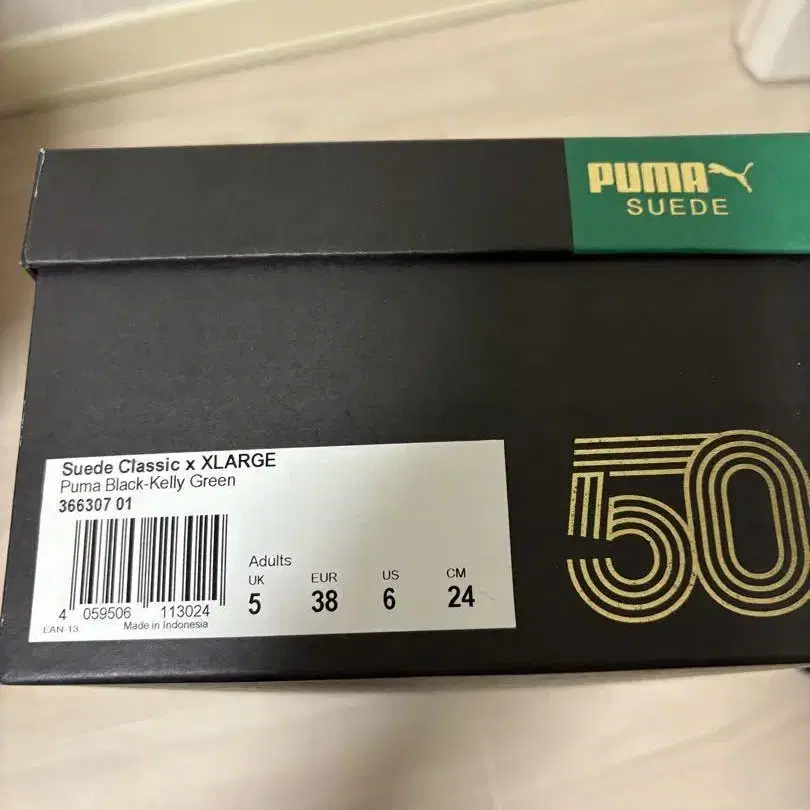 PUMA
SUEDE
50
Suede Classic x XLARGE
Puma Black-Kelly Green
366307 01
Adults
UK EUR US CM
5 38 6 24
4 059506 113024
EAN 13 Made in Indonesia